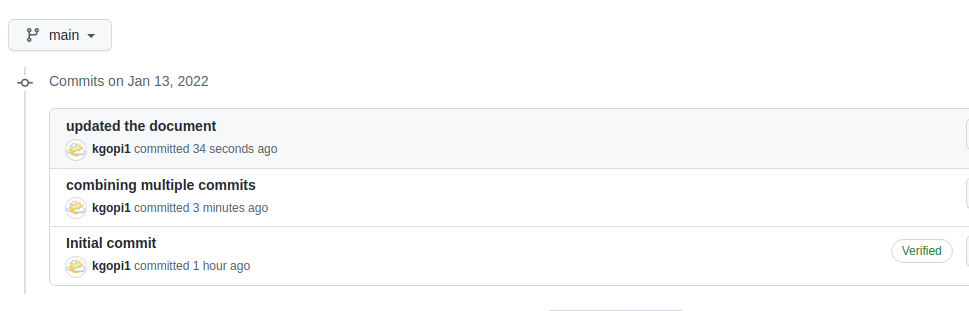 main
Commits on Jan 13, 2022
updated the document
kgopi1 committed 34 seconds ago
combining multiple commits
kgopi1 committed 3 minutes ago
Initial commit
Verified
kgopi1 committed 1 hour ago